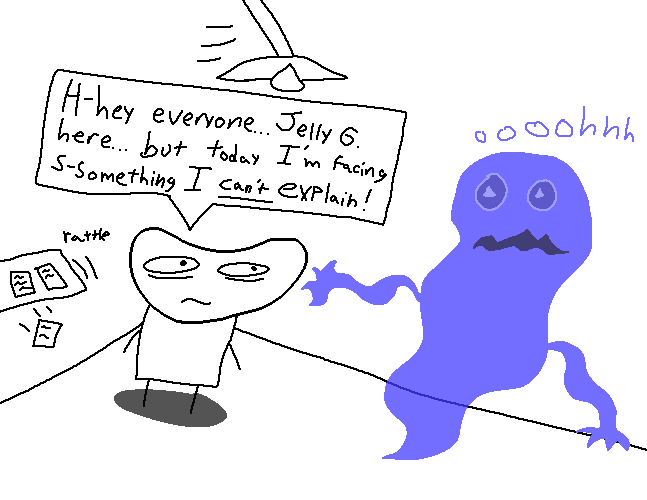 H-hey everyone... Jelly G.
here... but today I'm facing
s-something I can't explain!
oooohhh
rattle